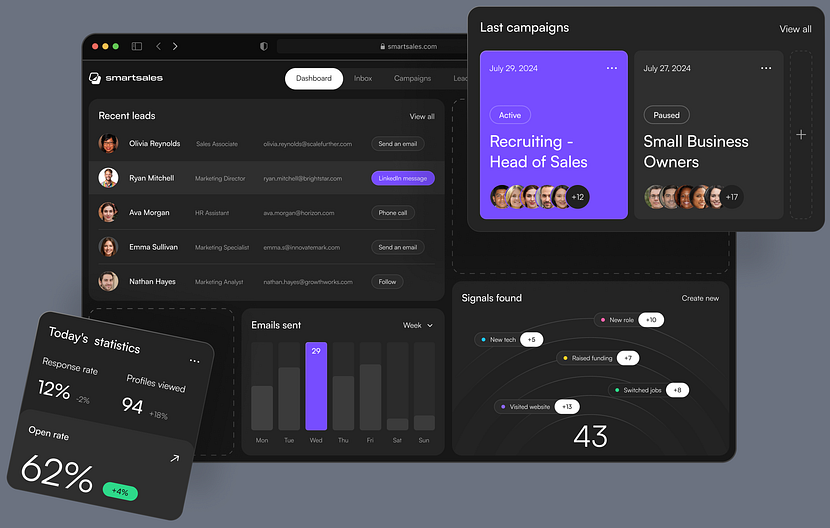 smartsales.com
smartsales
Dashboard
Inbox
Campaigns
Recent leads
View all
Olivia Reynolds Sales Associate olivia.reynolds@scalefurther.com Send an email
Ryan Mitchell Marketing Director ryan.mitchell@brightstar.com LinkedIn message
Ava Morgan HR Assistant ava.morgan@horizon.com Phone call
Emma Sullivan Marketing Specialist emma.s@innovatemark.com Send an email
Nathan Hayes Marketing Analyst nathan.hayes@growthworks.com Follow
Last campaigns
View all
July 29, 2024
Active
Recruiting -
Head of Sales
+12
July 27, 2024
Paused
Small Business
Owners
+17
+
Today's statistics
Response rate
12% -2%
Profiles viewed
94 +18%
Open rate
62% +4%
Emails sent
Week
29
Mon Tue Wed Thu Fri Sat Sun
Signals found
Create new
New role +10
New tech +5
Raised funding +7
Switched jobs +8
Visited website +13
43